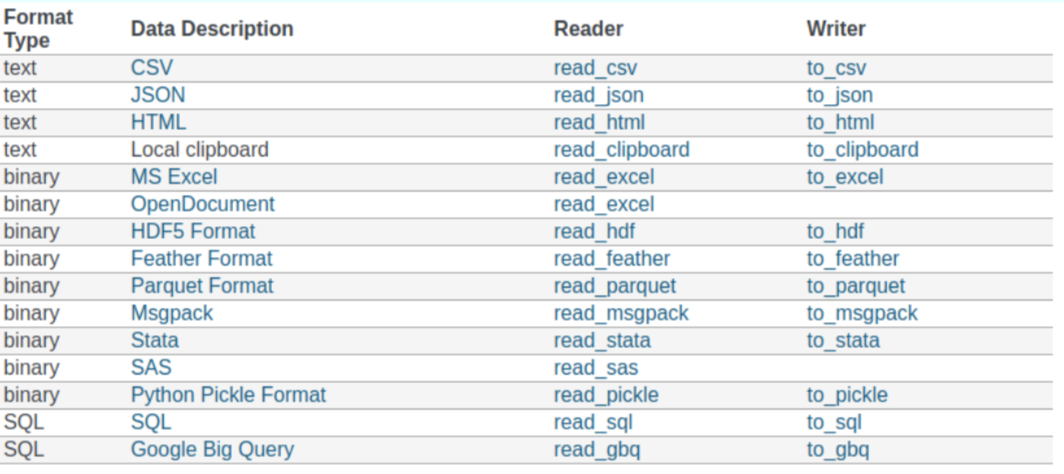 Format Type Data Description Reader Writer
text CSV read_csv to_csv
text JSON read_json to_json
text HTML read_html to_html
text Local clipboard read_clipboard to_clipboard
binary MS Excel read_excel to_excel
binary OpenDocument read_excel
binary HDF5 Format read_hdf to_hdf
binary Feather Format read_feather to_feather
binary Parquet Format read_parquet to_parquet
binary Msgpack read_msgpack to_msgpack
binary Stata read_stata to_stata
binary SAS read_sas
binary Python Pickle Format read_pickle to_pickle
SQL SQL read_sql to_sql
SQL Google Big Query read_gbq to_gbq